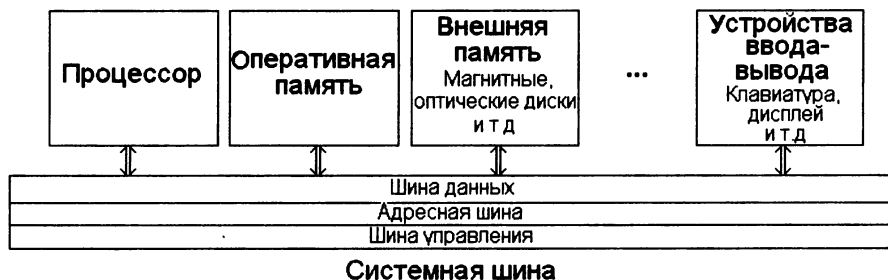 Процессор
Оперативная
память
Внешняя
память
Магнитные,
оптические диски
и т д
...
Устройства
ввода-
вывода
Клавиатура,
дисплей
и т.д
Шина данных
Адресная шина
Шина управления
Системная шина